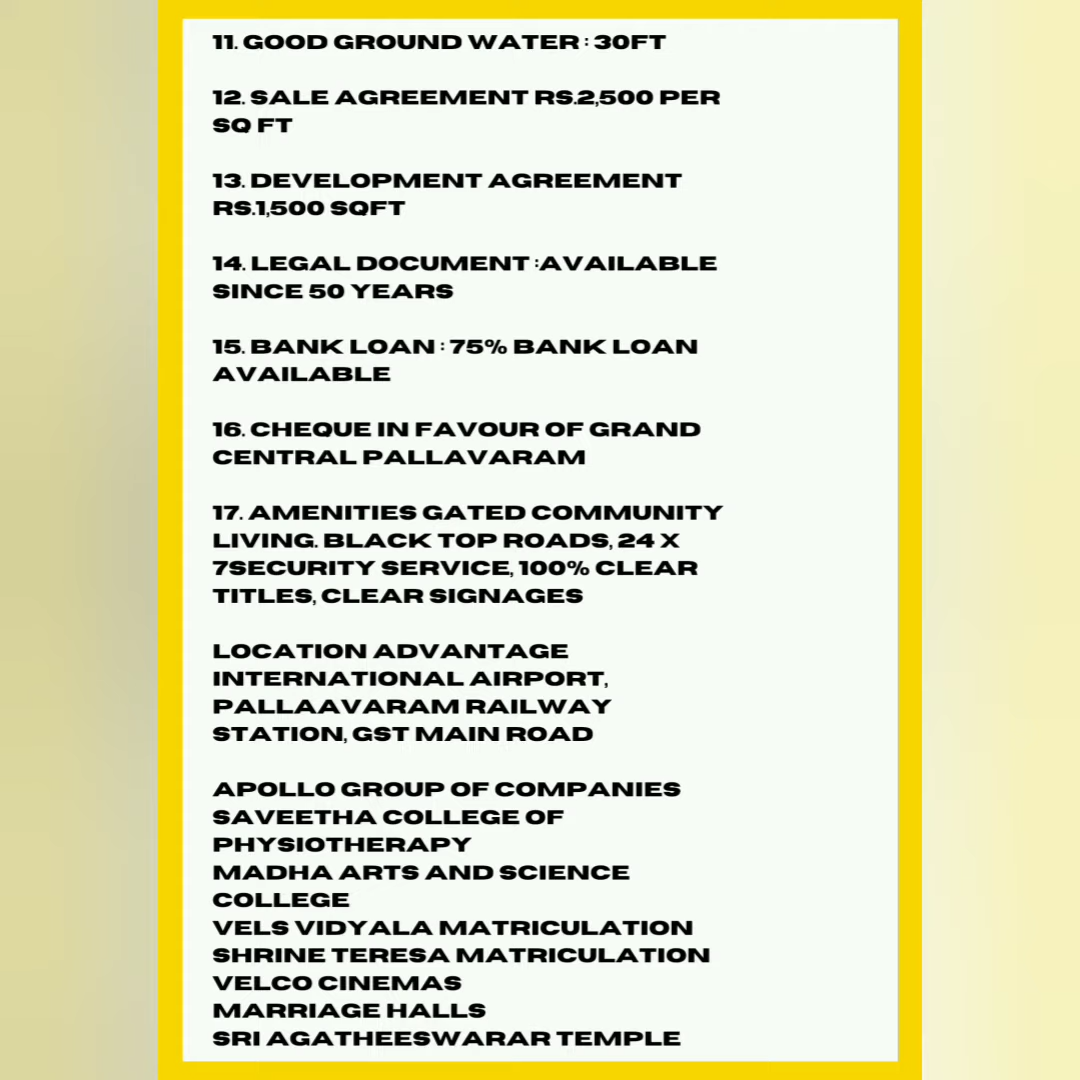 11. GOOD GROUND WATER : 30FT
12. SALE AGREEMENT RS.2,500 PER
SQ FT
13. DEVELOPMENT AGREEMENT
RS.1,500 SQFT
14. LEGAL DOCUMENT :AVAILABLE
SINCE 50 YEARS
15. BANK LOAN : 75% BANK LOAN
AVAILABLE
16. CHEQUE IN FAVOUR OF GRAND
CENTRAL PALLAVARAM
17. AMENITIES GATED COMMUNITY
LIVING. BLACK TOP ROADS, 24 X
7SECURITY SERVICE, 100% CLEAR
TITLES, CLEAR SIGNAGES
LOCATION ADVANTAGE
INTERNATIONAL AIRPORT,
PALLAAVARAM RAILWAY
STATION, GST MAIN ROAD
APOLLO GROUP OF COMPANIES
SAVEETHA COLLEGE OF
PHYSIOTHERAPY
MADHA ARTS AND SCIENCE
COLLEGE
VELS VIDYALA MATRICULATION
SHRINE TERESA MATRICULATION
VELCO CINEMAS
MARRIAGE HALLS
SRI AGATHEESWARAR TEMPLE